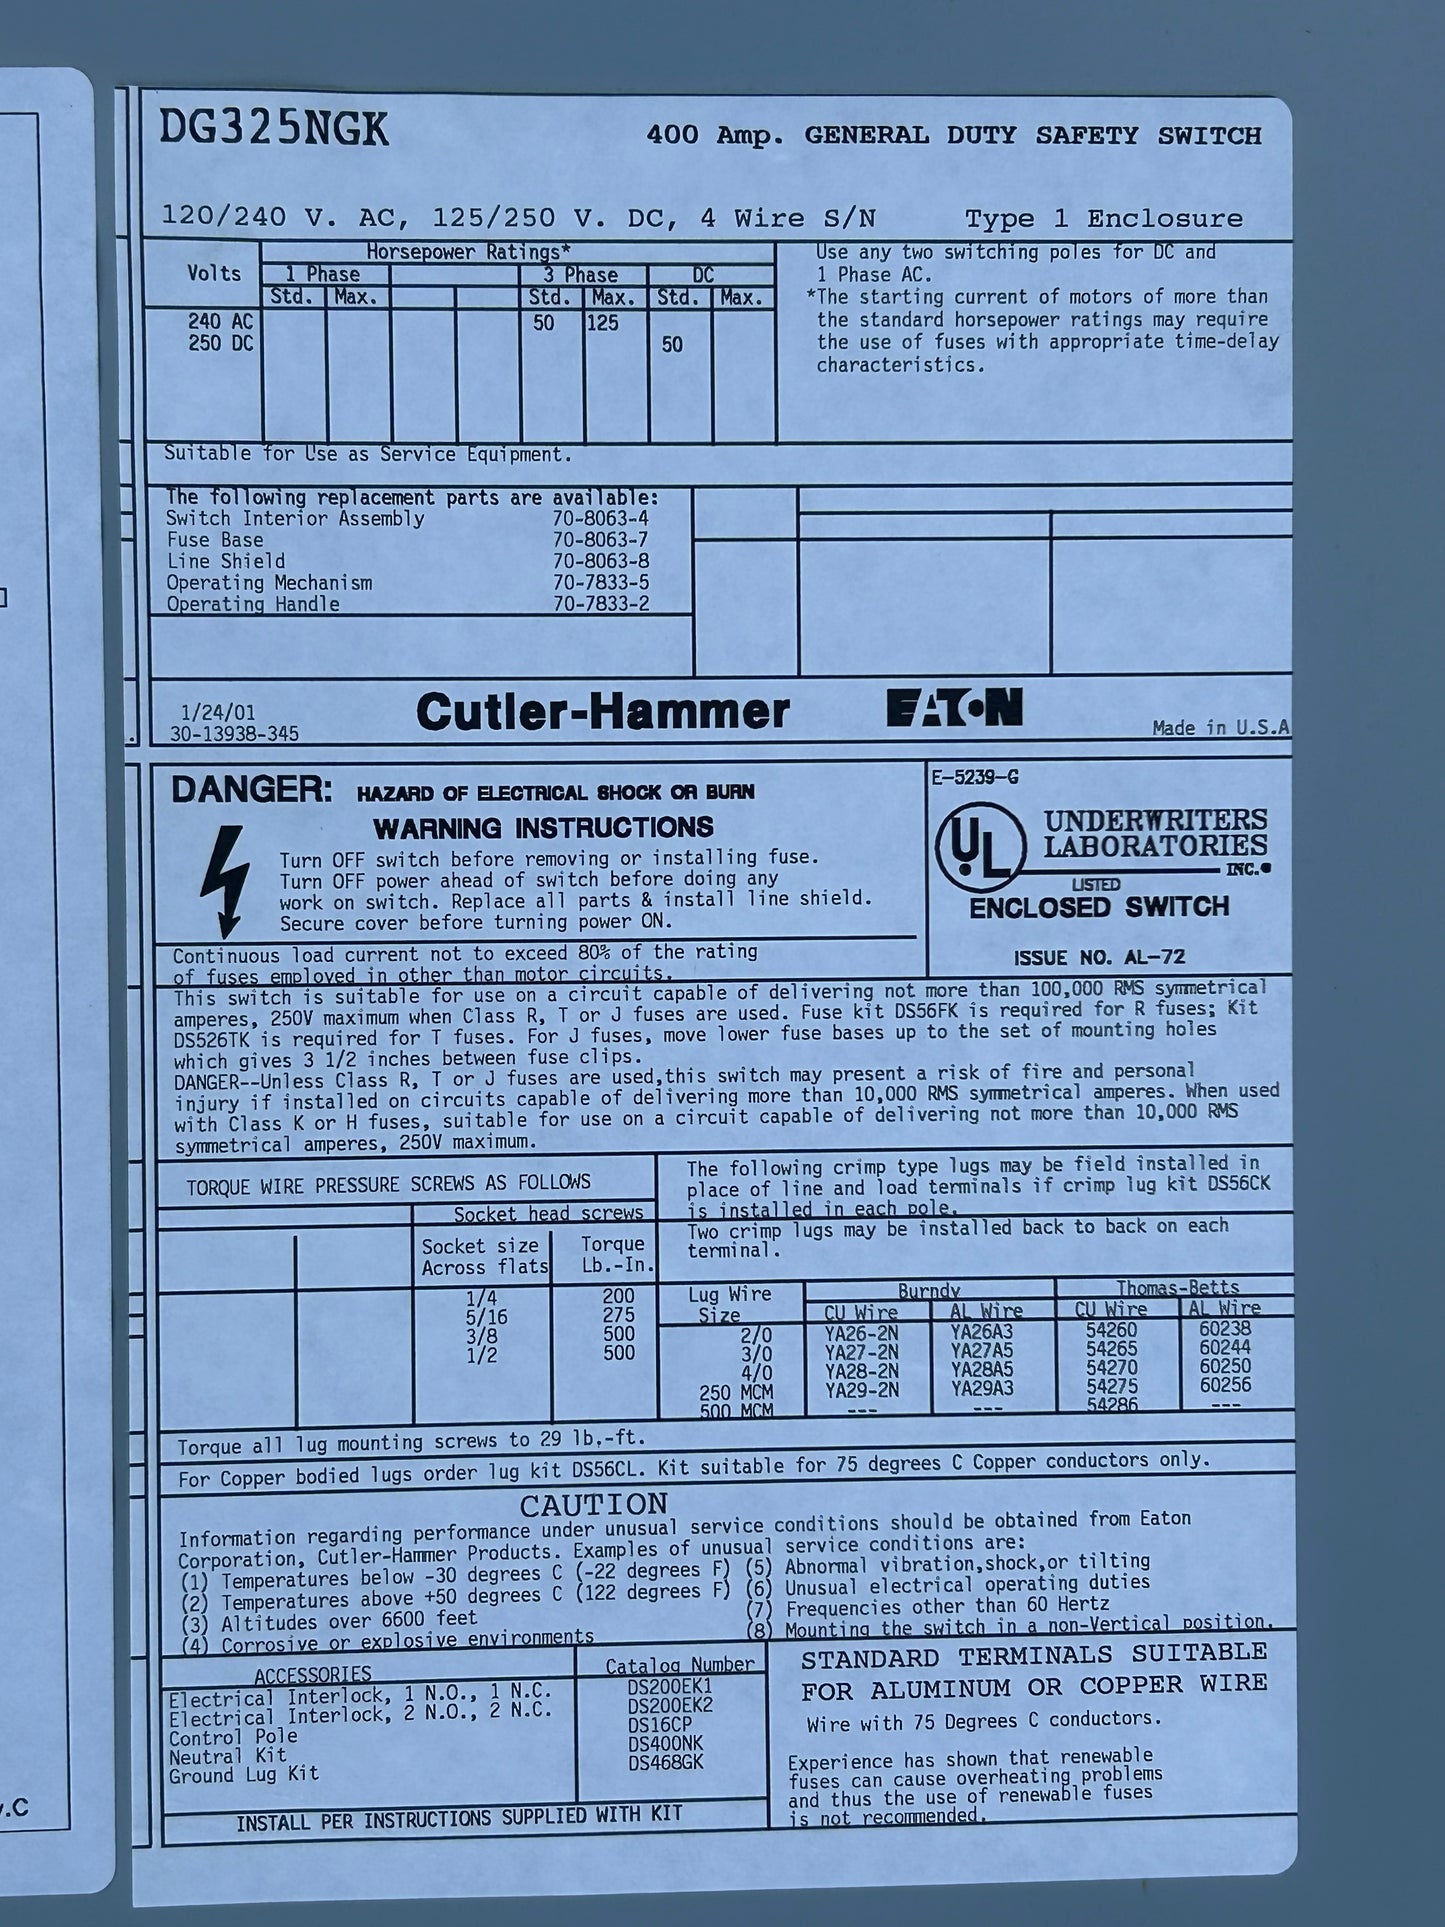 DG325NGK
400 Amp. GENERAL DUTY SAFETY SWITCH
120/240 V. AC, 125/250 V. DC, 4 Wire S/N Type 1 Enclosure
Horsepower Ratings*
Volts 1 Phase 3 Phase DC
Std. Max. Std. Max. Std. Max.
240 AC 50 125
250 DC 50
Use any two switching poles for DC and
1 Phase AC.
*The starting current of motors of more than
the standard horsepower ratings may require
the use of fuses with appropriate time-delay
characteristics.
Suitable for Use as Service Equipment.
The following replacement parts are available:
Switch Interior Assembly 70-8063-4
Fuse Base 70-8063-7
Line Shield 70-8063-8
Operating Mechanism 70-7833-5
Operating Handle 70-7833-2
1/24/01
30-13938-345
Cutler-Hammer
EATON
Made in U.S.A
DANGER: HAZARD OF ELECTRICAL SHOCK OR BURN
WARNING INSTRUCTIONS
Turn OFF switch before removing or installing fuse.
Turn OFF power ahead of switch before doing any
work on switch. Replace all parts & install line shield.
Secure cover before turning power ON.
E-5239-G
UL
UNDERWRITERS
LABORATORIES
INC.
LISTED
ENCLOSED SWITCH
ISSUE NO. AL-72
Continuous load current not to exceed 80% of the rating
of fuses employed in other than motor circuits.
This switch is suitable for use on a circuit capable of delivering not more than 100,000 RMS symmetrical
amperes, 250V maximum when Class R, T or J fuses are used. Fuse kit DS56FK is required for R fuses; Kit
DS526TK is required for T fuses. For J fuses, move lower fuse bases up to the set of mounting holes
which gives 3 1/2 inches between fuse clips.
DANGER--Unless Class R, T or J fuses are used,this switch may present a risk of fire and personal
injury if installed on circuits capable of delivering more than 10,000 RMS symmetrical amperes. When used
with Class K or H fuses, suitable for use on a circuit capable of delivering not more than 10,000 RMS
symmetrical amperes, 250V maximum.
TORQUE WIRE PRESSURE SCREWS AS FOLLOWS
Socket head screws
Socket size Torque
Across flats Lb.-In.
1/4 200
5/16 275
3/8 500
1/2 500
The following crimp type lugs may be field installed in
place of line and load terminals if crimp lug kit DS56CK
is installed in each pole.
Two crimp lugs may be installed back to back on each
terminal.
Lug Wire Burndy Thomas-Betts
Size CU Wire AL Wire CU Wire AL Wire
2/0 YA26-2N YA26A3 54260 60238
3/0 YA27-2N YA27A5 54265 60244
4/0 YA28-2N YA28A5 54270 60250
250 MCM YA29-2N YA29A3 54275 60256
500 MCM --- --- 54286 ---
Torque all lug mounting screws to 29 lb,-ft.
For Copper bodied lugs order lug kit DS56CL. Kit suitable for 75 degrees C Copper conductors only.
CAUTION
Information regarding performance under unusual service conditions should be obtained from Eaton
Corporation, Cutler-Hammer Products. Examples of unusual service conditions are:
(1) Temperatures below -30 degrees C (-22 degrees F) (5) Abnormal vibration,shock,or tilting
(2) Temperatures above +50 degrees C (122 degrees F) (6) Unusual electrical operating duties
(3) Altitudes over 6600 feet (7) Frequencies other than 60 Hertz
(4) Corrosive or explosive environments (8) Mounting the switch in a non-Vertical position.
ACCESSORIES Catalog Number
Electrical Interlock, 1 N.O., 1 N.C. DS200EK1
Electrical Interlock, 2 N.O., 2 N.C. DS200EK2
Control Pole DS16CP
Neutral Kit DS400NK
Ground Lug Kit DS468GK
INSTALL PER INSTRUCTIONS SUPPLIED WITH KIT
STANDARD TERMINALS SUITABLE
FOR ALUMINUM OR COPPER WIRE
Wire with 75 Degrees C conductors.
Experience has shown that renewable
fuses can cause overheating problems
and thus the use of renewable fuses
is not recommended.